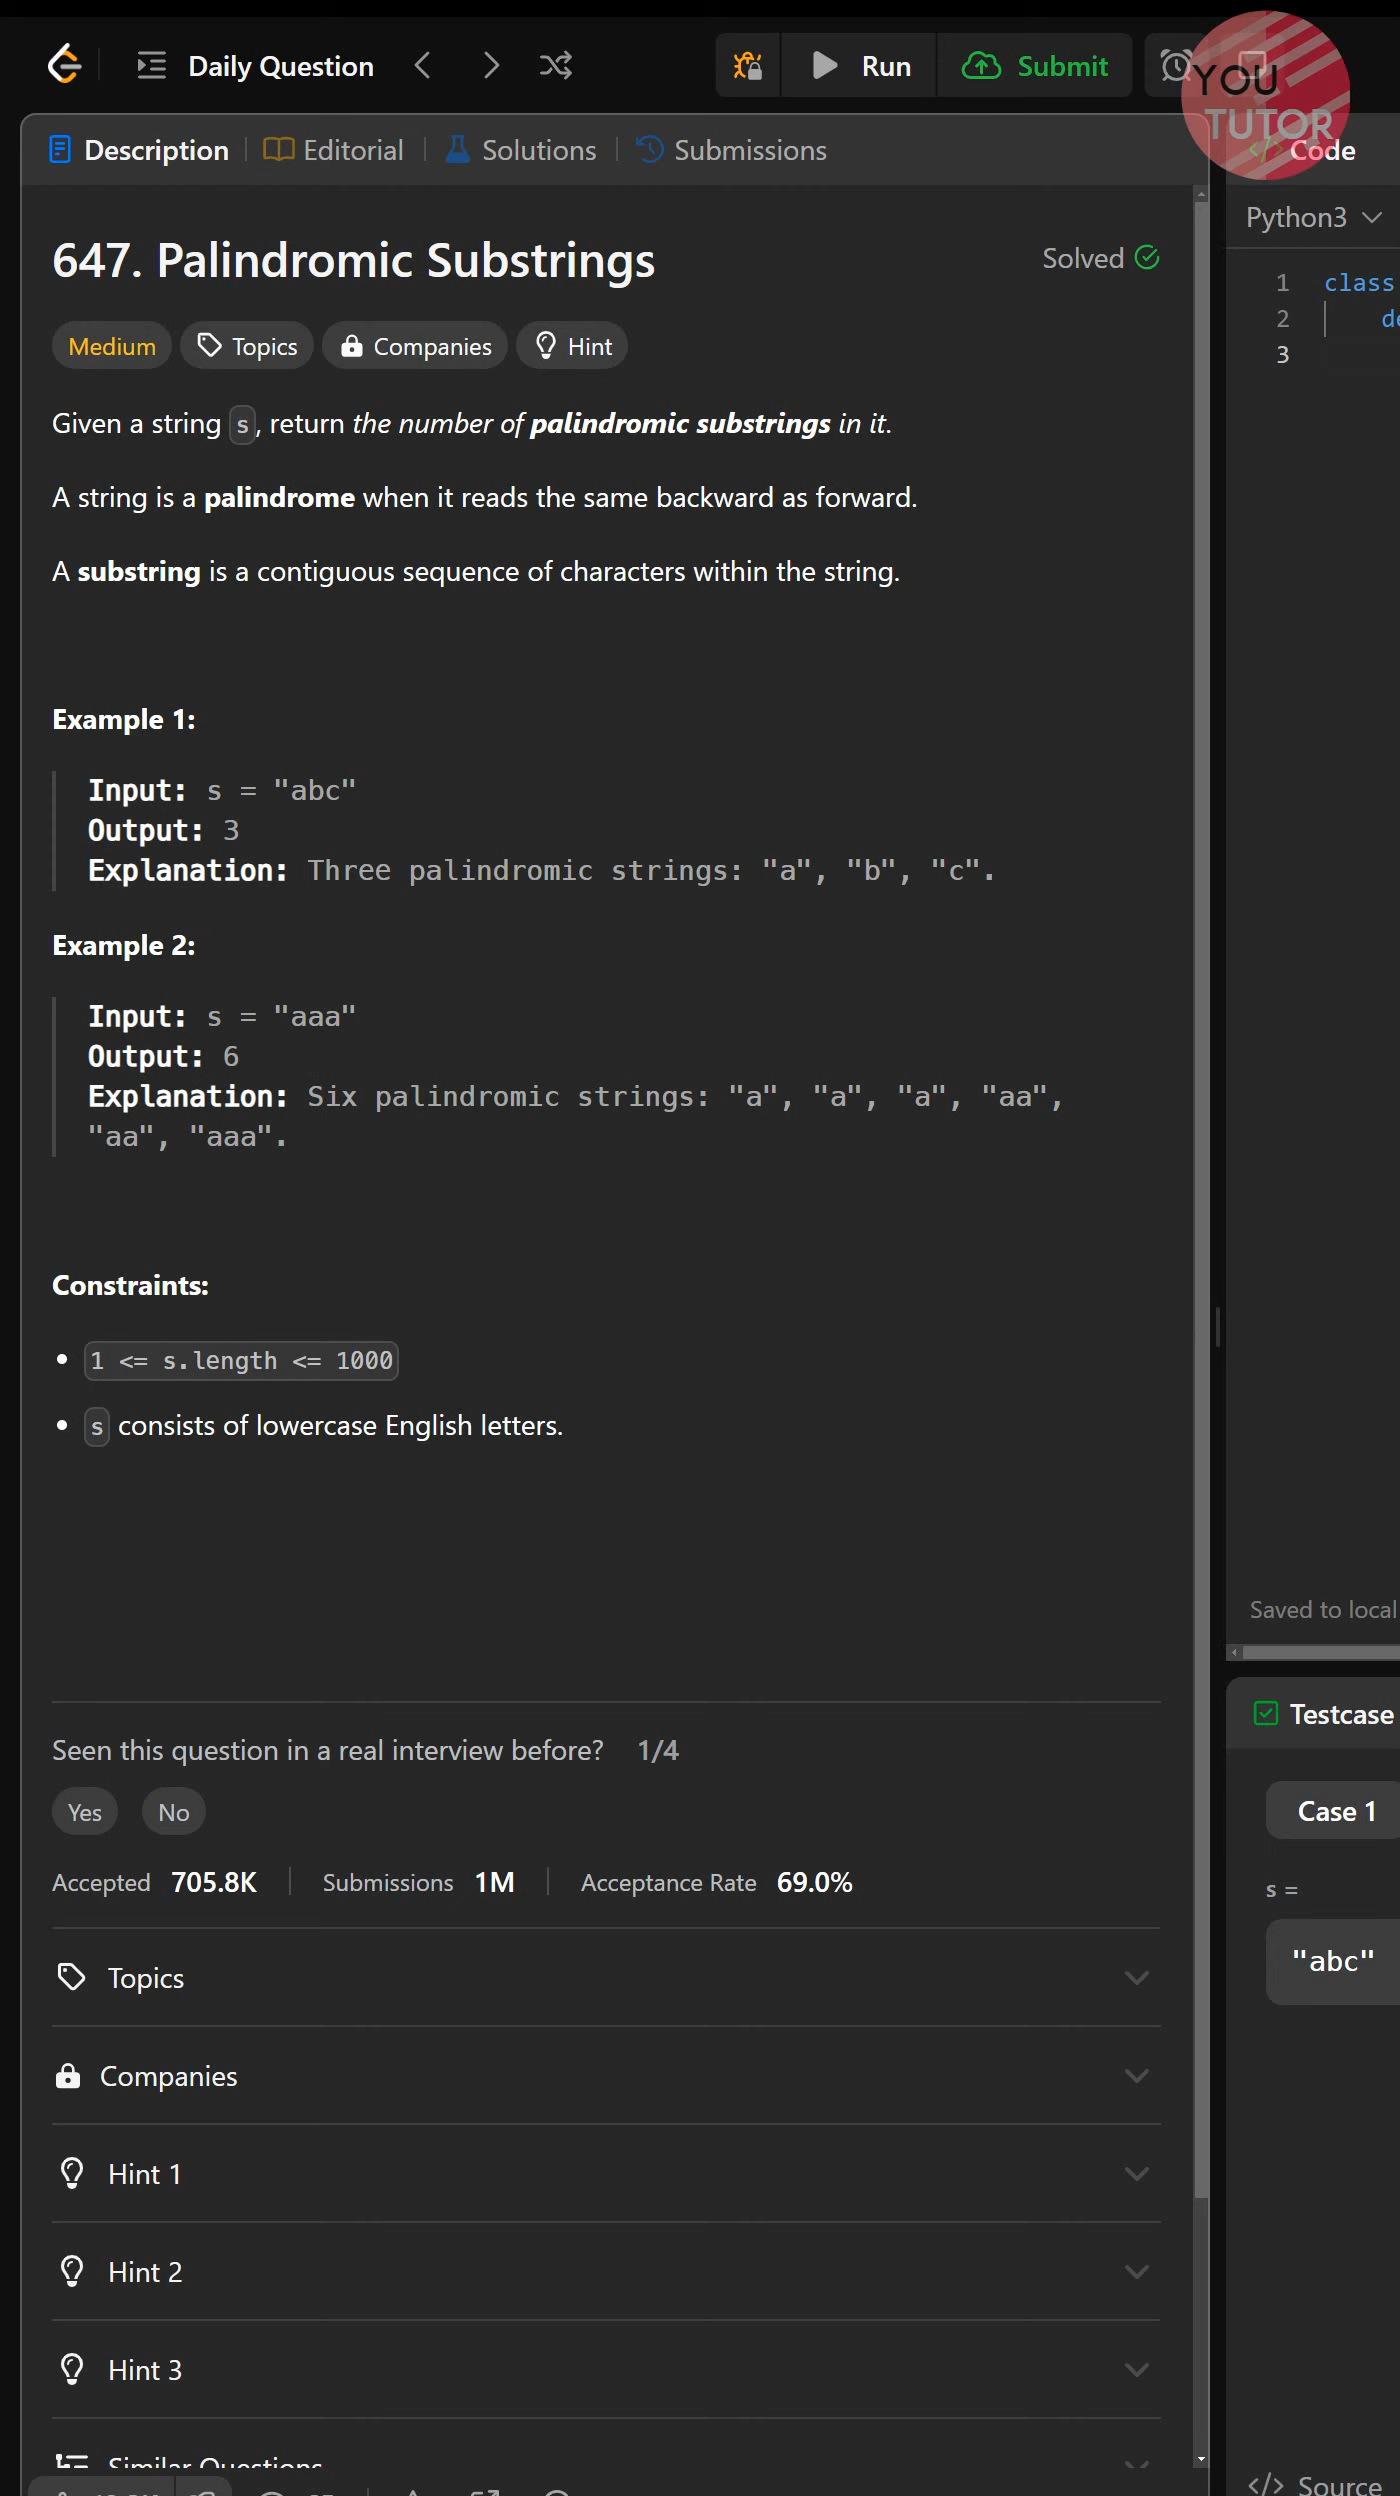 Daily Question
Run
Submit
YOU
TUTOR
Description
Editorial
Solutions
Submissions
Code
Python3
647. Palindromic Substrings
Solved
1 class
2
3
Medium
Topics
Companies
Hint
Given a string s, return the number of palindromic substrings in it.
A string is a palindrome when it reads the same backward as forward.
A substring is a contiguous sequence of characters within the string.
Example 1:
Input: s = "abc"
Output: 3
Explanation: Three palindromic strings: "a", "b", "c".
Example 2:
Input: s = "aaa"
Output: 6
Explanation: Six palindromic strings: "a", "a", "a", "aa",
"aa", "aaa".
Constraints:
1 <= s.length <= 1000
s consists of lowercase English letters.
Saved to local
Seen this question in a real interview before? 1/4
Yes
No
Accepted 705.8K
Submissions 1M
Acceptance Rate 69.0%
Topics
Companies
Hint 1
Hint 2
Hint 3
Similar Questions
Testcase
Case 1
s =
"abc"
Source